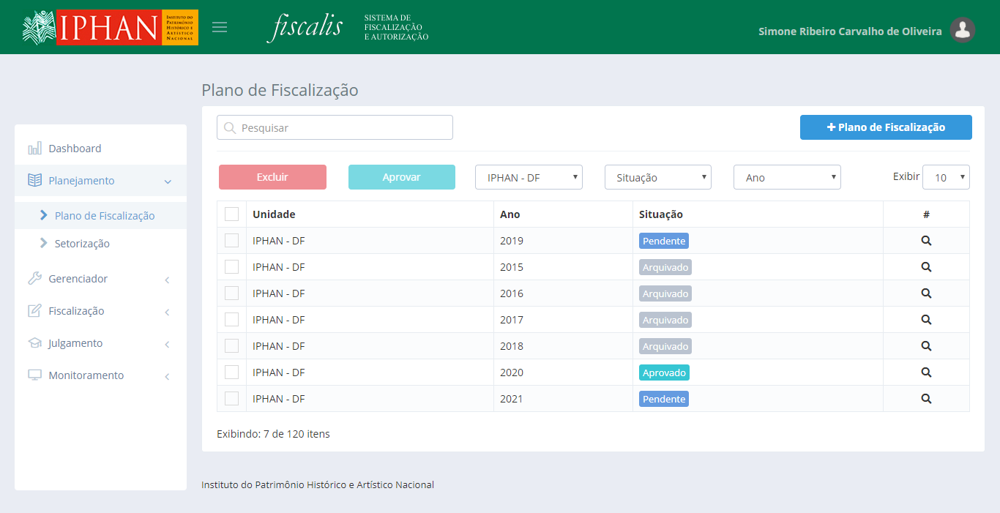 IPHAN
INSTITUTO DO
PATRIMÔNIO
HISTÓRICO E
ARTÍSTICO
NACIONAL
fiscalis
SISTEMA DE
FISCALIZAÇÃO
E AUTORIZAÇÃO
Simone Ribeiro Carvalho de Oliveira
Plano de Fiscalização
Pesquisar
+ Plano de Fiscalização
Dashboard
Planejamento
Plano de Fiscalização
Setorização
Gerenciador
Fiscalização
Julgamento
Monitoramento
Excluir Aprovar IPHAN - DF Situação Ano Exibir 10
Unidade Ano Situação #
IPHAN - DF 2019 Pendente
IPHAN - DF 2015 Arquivado
IPHAN - DF 2016 Arquivado
IPHAN - DF 2017 Arquivado
IPHAN - DF 2018 Arquivado
IPHAN - DF 2020 Aprovado
IPHAN - DF 2021 Pendente
Exibindo: 7 de 120 itens
Instituto do Patrimônio Histórico e Artístico Nacional